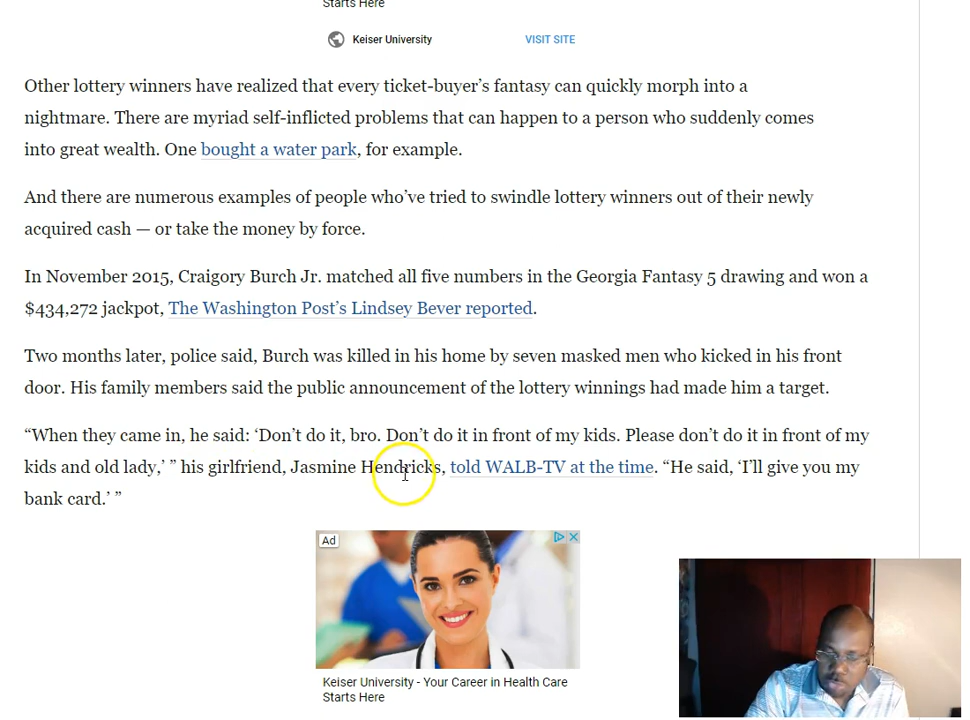 Starts Here
Keiser University
VISIT SITE
Other lottery winners have realized that every ticket-buyer’s fantasy can quickly morph into a
nightmare. There are myriad self-inflicted problems that can happen to a person who suddenly comes
into great wealth. One bought a water park, for example.
And there are numerous examples of people who’ve tried to swindle lottery winners out of their newly
acquired cash — or take the money by force.
In November 2015, Craigory Burch Jr. matched all five numbers in the Georgia Fantasy 5 drawing and won a
$434,272 jackpot, The Washington Post’s Lindsey Bever reported.
Two months later, police said, Burch was killed in his home by seven masked men who kicked in his front
door. His family members said the public announcement of the lottery winnings had made him a target.
“When they came in, he said: ‘Don’t do it, bro. Don’t do it in front of my kids. Please don’t do it in front of my
kids and old lady,’ ” his girlfriend, Jasmine Hendricks, told WALB-TV at the time. “He said, ‘I’ll give you my
bank card.’ ”
Ad
Keiser University - Your Career in Health Care
Starts Here